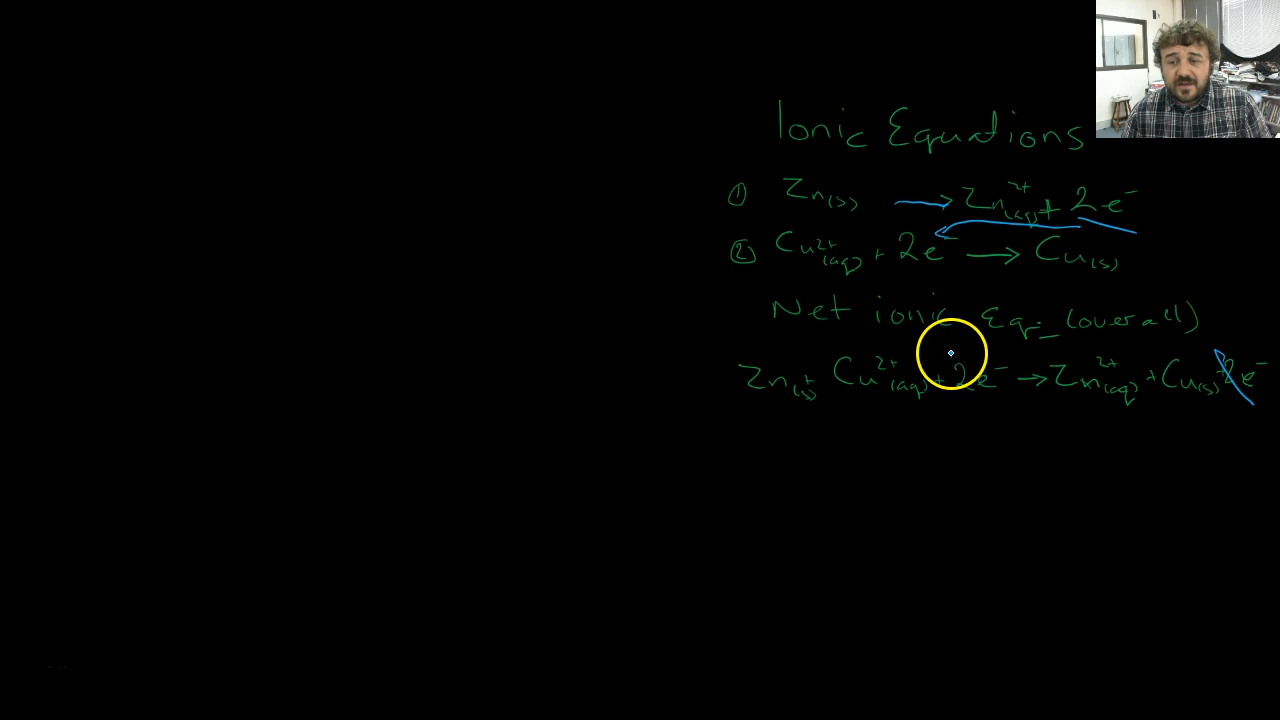 Ionic Equations
① Zn(s) → Zn²⁺(aq) + 2e⁻
② Cu²⁺(aq) + 2e⁻ → Cu(s)
Net ionic Eq- (overall)
Zn(s) + Cu²⁺(aq) + 2e⁻ → Zn²⁺(aq) + Cu(s) + 2e⁻